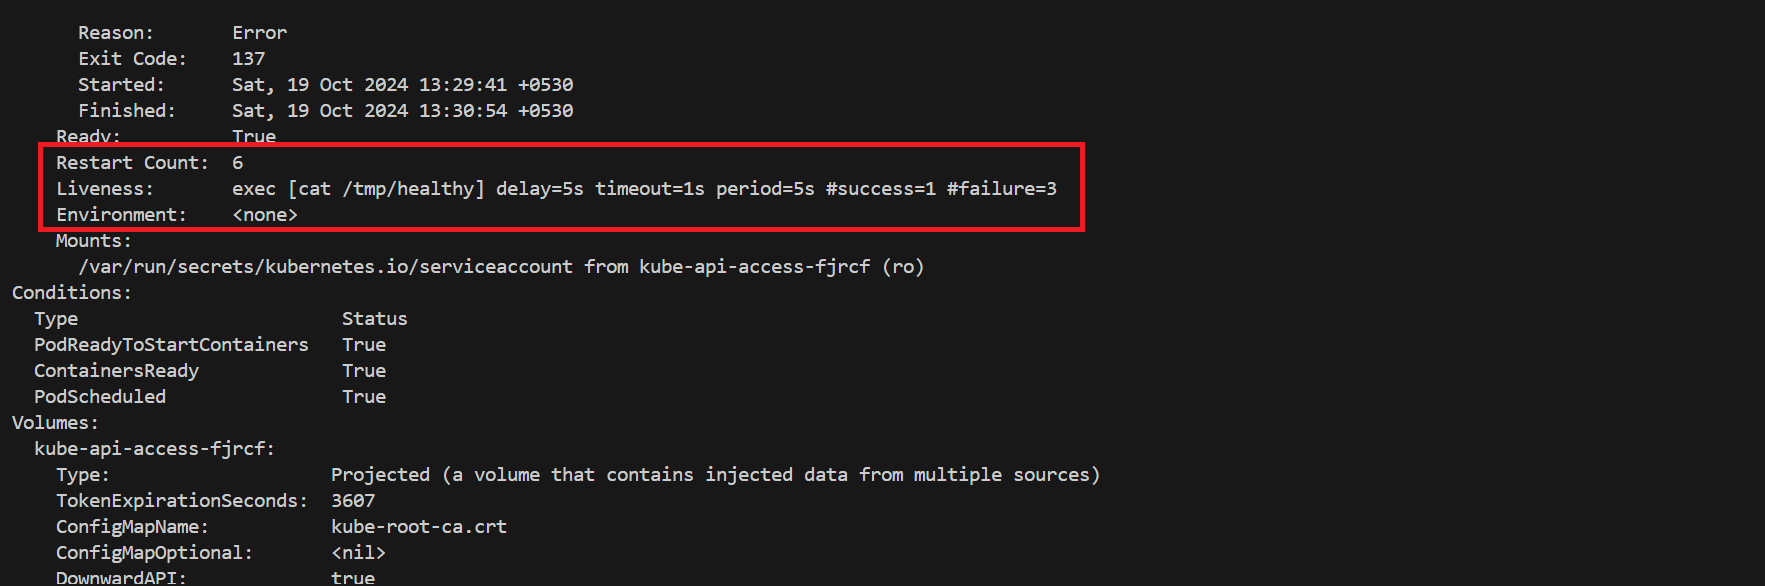 Reason:       Error
Exit Code:    137
Started:      Sat, 19 Oct 2024 13:29:41 +0530
Finished:     Sat, 19 Oct 2024 13:30:54 +0530
Ready:          True
Restart Count:  6
Liveness:       exec [cat /tmp/healthy] delay=5s timeout=1s period=5s #success=1 #failure=3
Environment:    <none>
Mounts:
/var/run/secrets/kubernetes.io/serviceaccount from kube-api-access-fjrcf (ro)
Conditions:
Type                        Status
PodReadyToStartContainers   True
ContainersReady             True
PodScheduled                True
Volumes:
kube-api-access-fjrcf:
Type:                    Projected (a volume that contains injected data from multiple sources)
TokenExpirationSeconds:  3607
ConfigMapName:           kube-root-ca.crt
ConfigMapOptional:       <nil>
DownwardAPI:             true